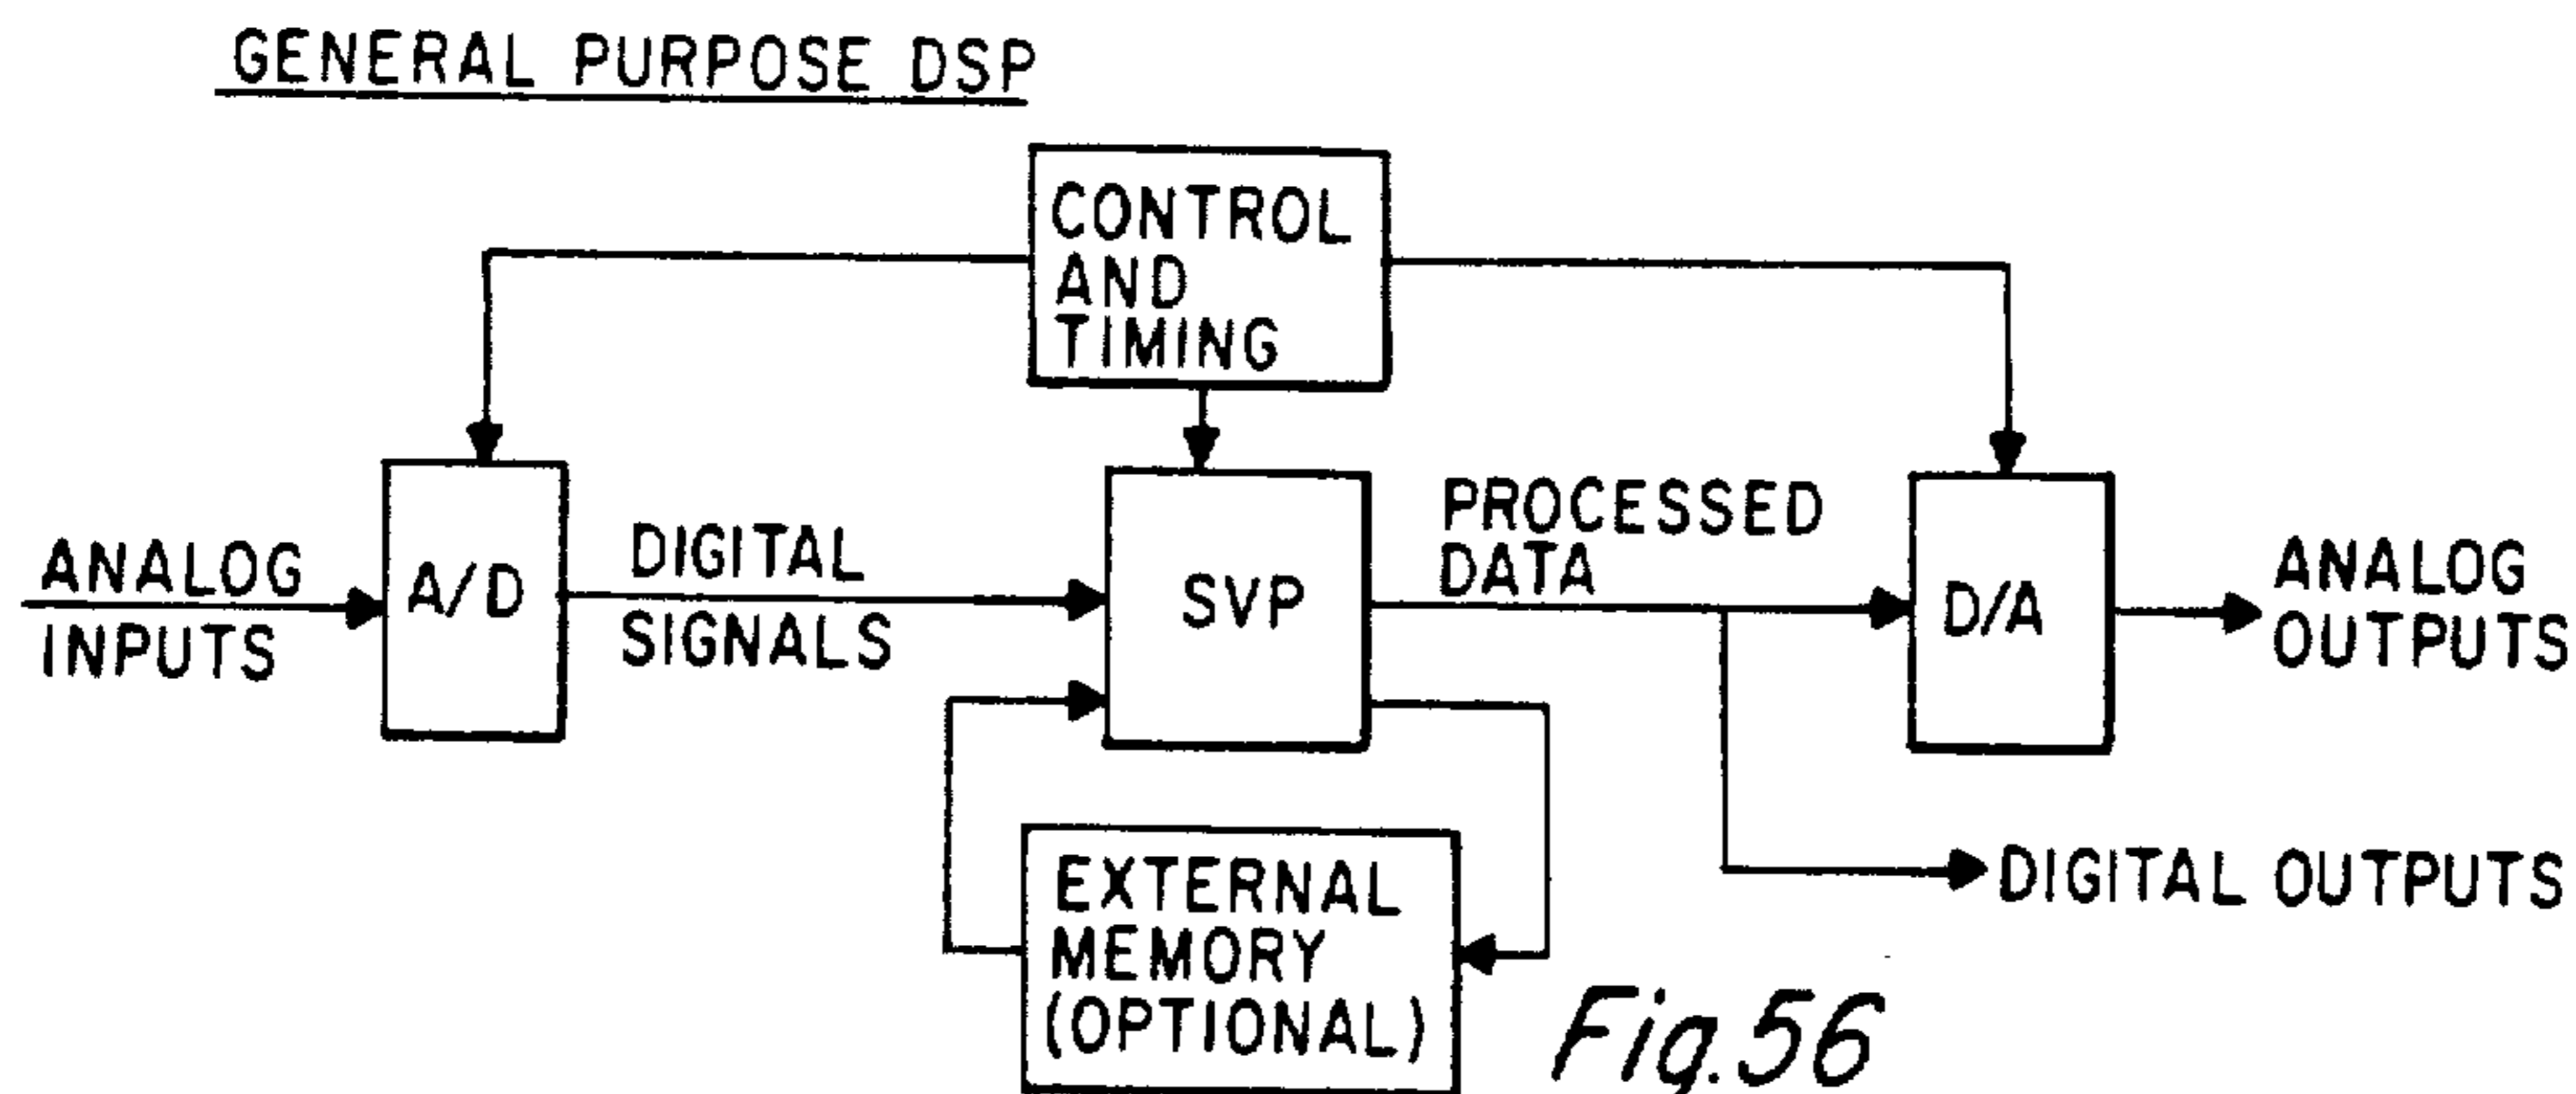 GENERAL PURPOSE DSP
CONTROL
AND
TIMING
ANALOG
INPUTS
A/D
DIGITAL
SIGNALS
SVP
PROCESSED
DATA
D/A
ANALOG
OUTPUTS
DIGITAL OUTPUTS
EXTERNAL
MEMORY
(OPTIONAL)
Fig.56